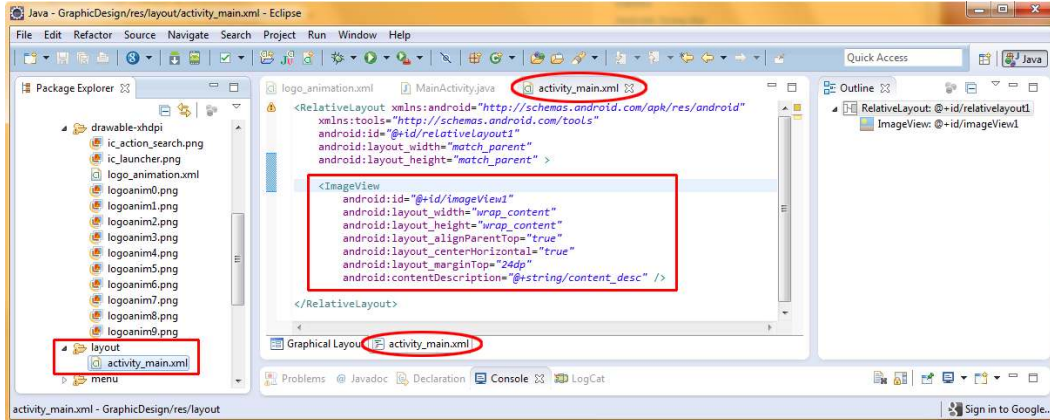 Java - GraphicDesign/res/layout/activity_main.xml - Eclipse
File Edit Refactor Source Navigate Search Project Run Window Help
Quick Access
Java
Package Explorer
drawable-xhdpi
ic_action_search.png
ic_launcher.png
logo_animation.xml
logoanim0.png
logoanim1.png
logoanim2.png
logoanim3.png
logoanim4.png
logoanim5.png
logoanim6.png
logoanim7.png
logoanim8.png
logoanim9.png
layout
activity_main.xml
menu
logo_animation.xml
MainActivity.java
activity_main.xml
<RelativeLayout xmlns:android="http://schemas.android.com/apk/res/android"
xmlns:tools="http://schemas.android.com/tools"
android:id="@+id/relativelayout1"
android:layout_width="match_parent"
android:layout_height="match_parent" >
<ImageView
android:id="@+id/imageView1"
android:layout_width="wrap_content"
android:layout_height="wrap_content"
android:layout_alignParentTop="true"
android:layout_centerHorizontal="true"
android:layout_marginTop="24dp"
android:contentDescription="@+string/content_desc" />
</RelativeLayout>
Graphical Layout
activity_main.xml
Outline
RelativeLayout: @+id/relativelayout1
ImageView: @+id/imageView1
Problems @ Javadoc Declaration Console LogCat
activity_main.xml - GraphicDesign/res/layout
Sign in to Google...